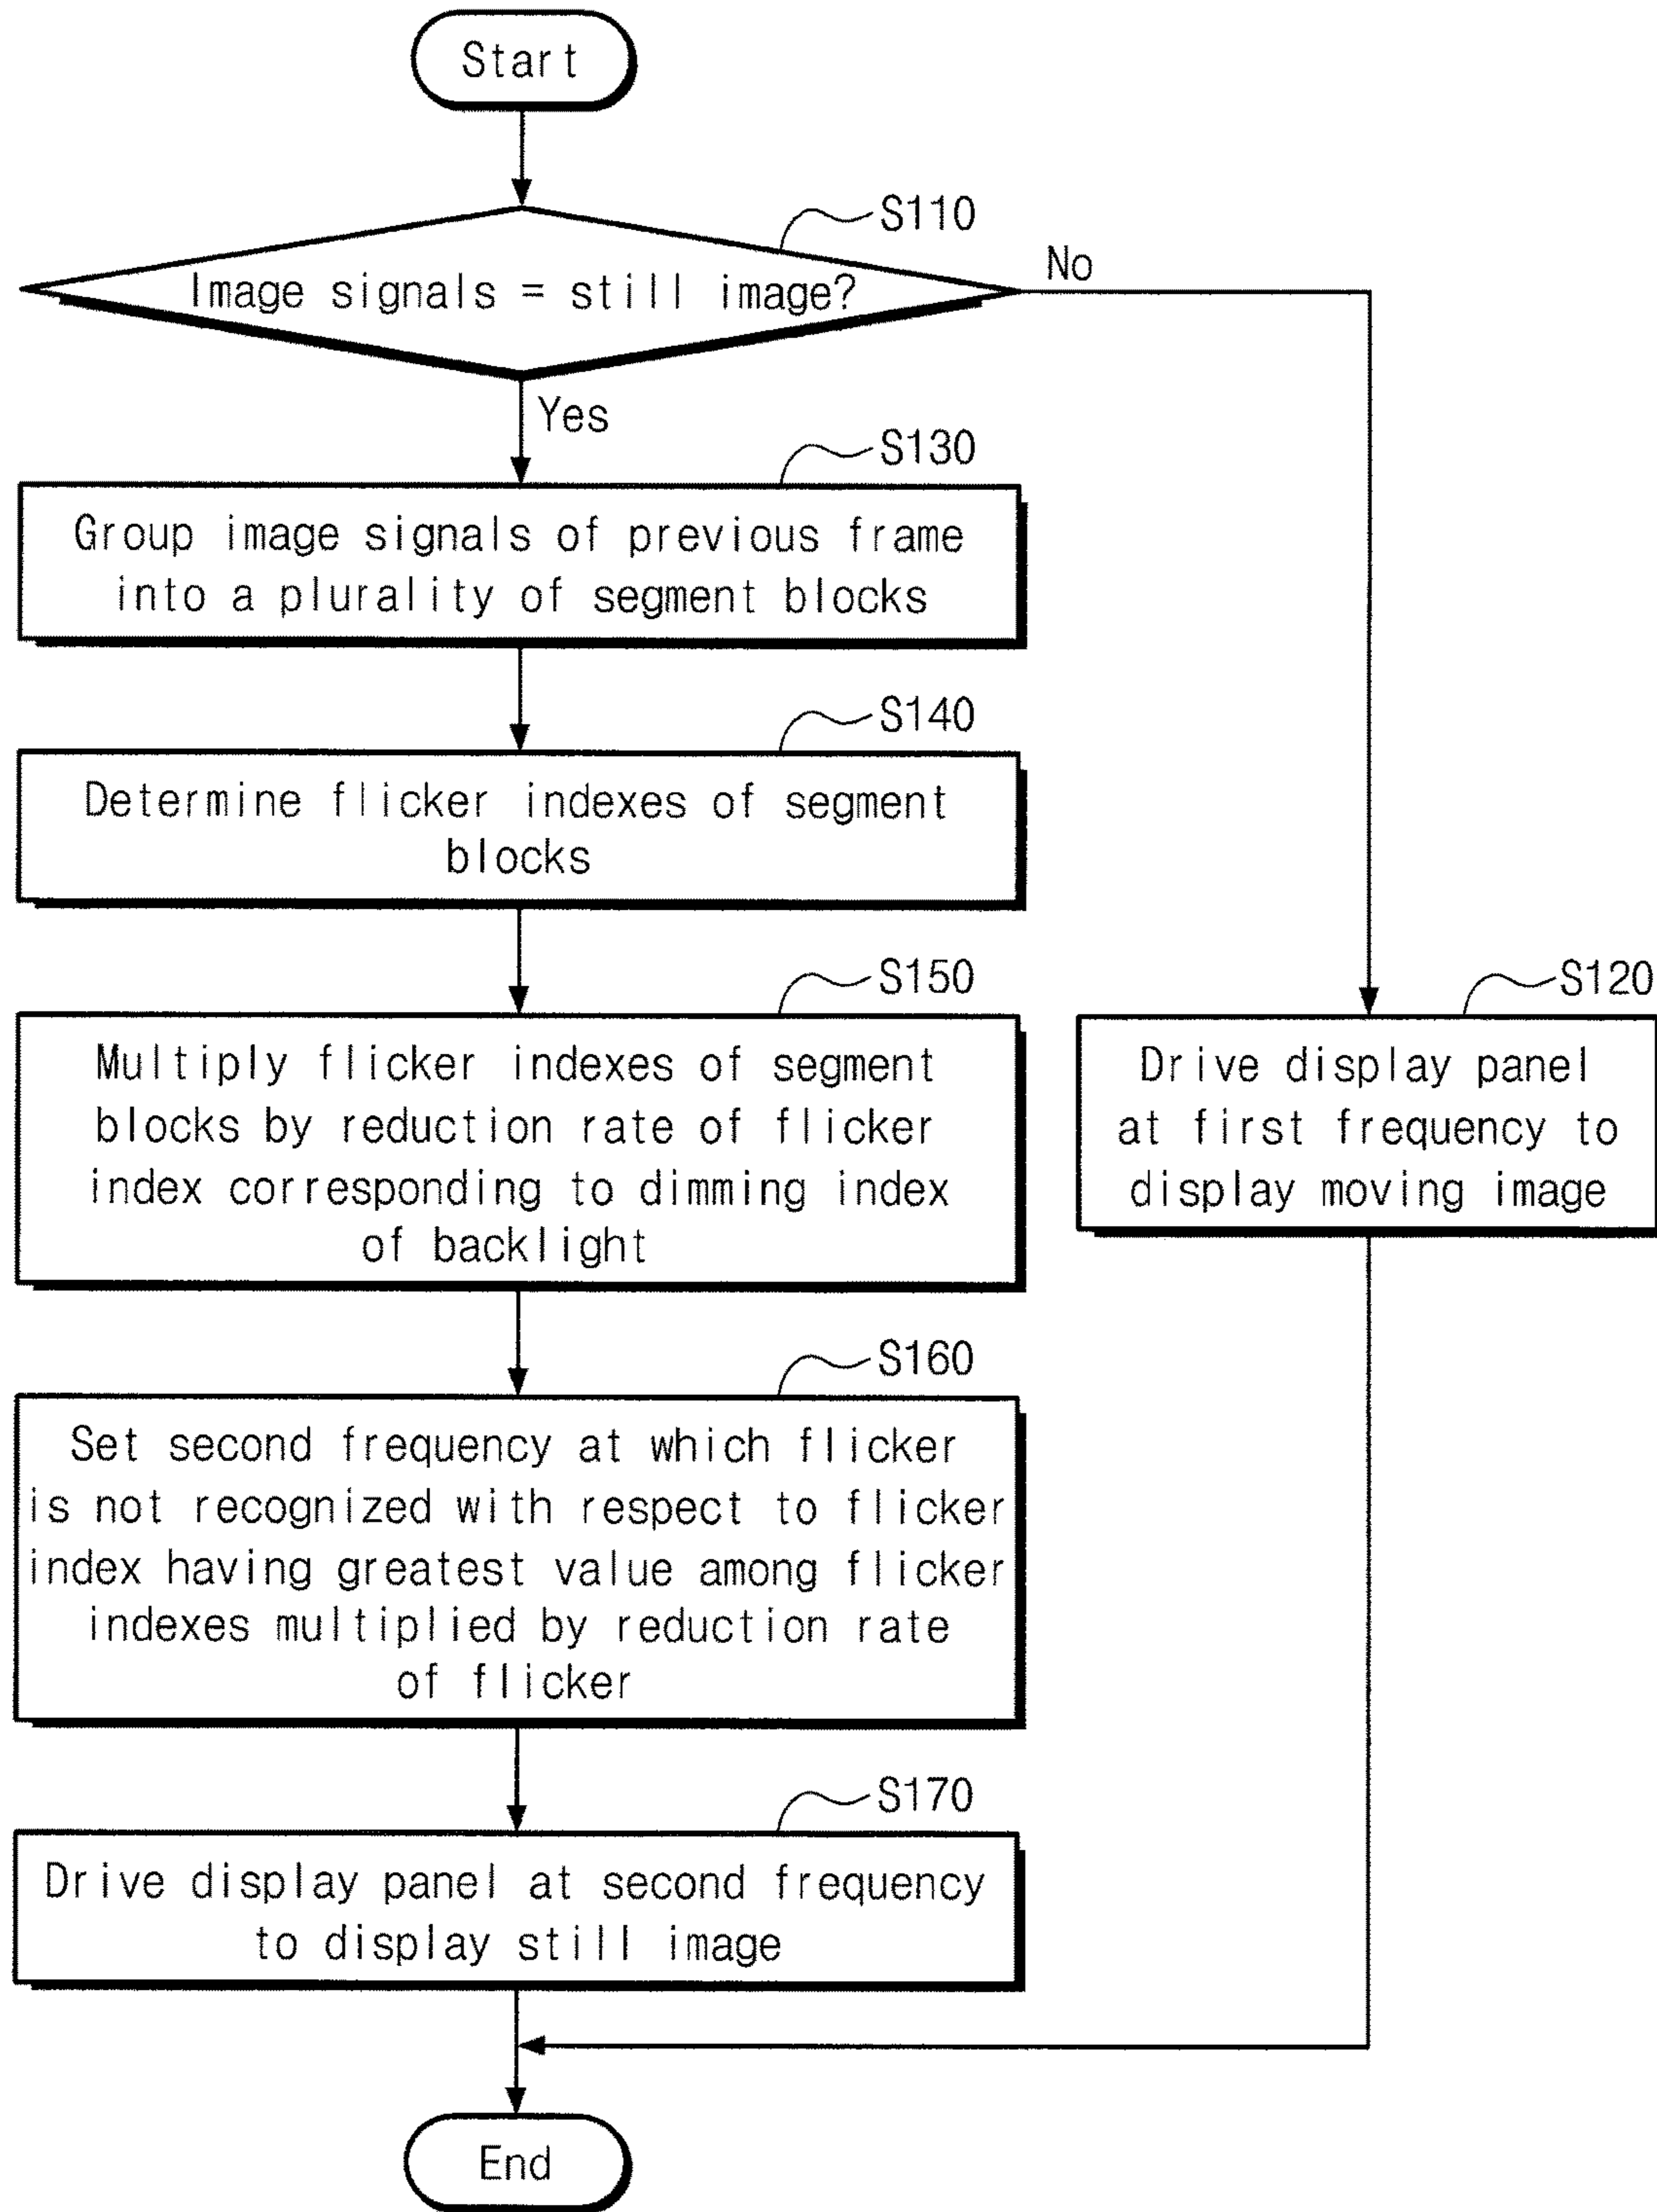 Start
S110
Image signals = still image?
No
Yes
S130
Group image signals of previous frame
into a plurality of segment blocks
S140
Determine flicker indexes of segment
blocks
S150
Multiply flicker indexes of segment
blocks by reduction rate of flicker
index corresponding to dimming index
of backlight
S120
Drive display panel
at first frequency to
display moving image
S160
Set second frequency at which flicker
is not recognized with respect to flicker
index having greatest value among flicker
indexes multiplied by reduction rate
of flicker
S170
Drive display panel at second frequency
to display still image
End